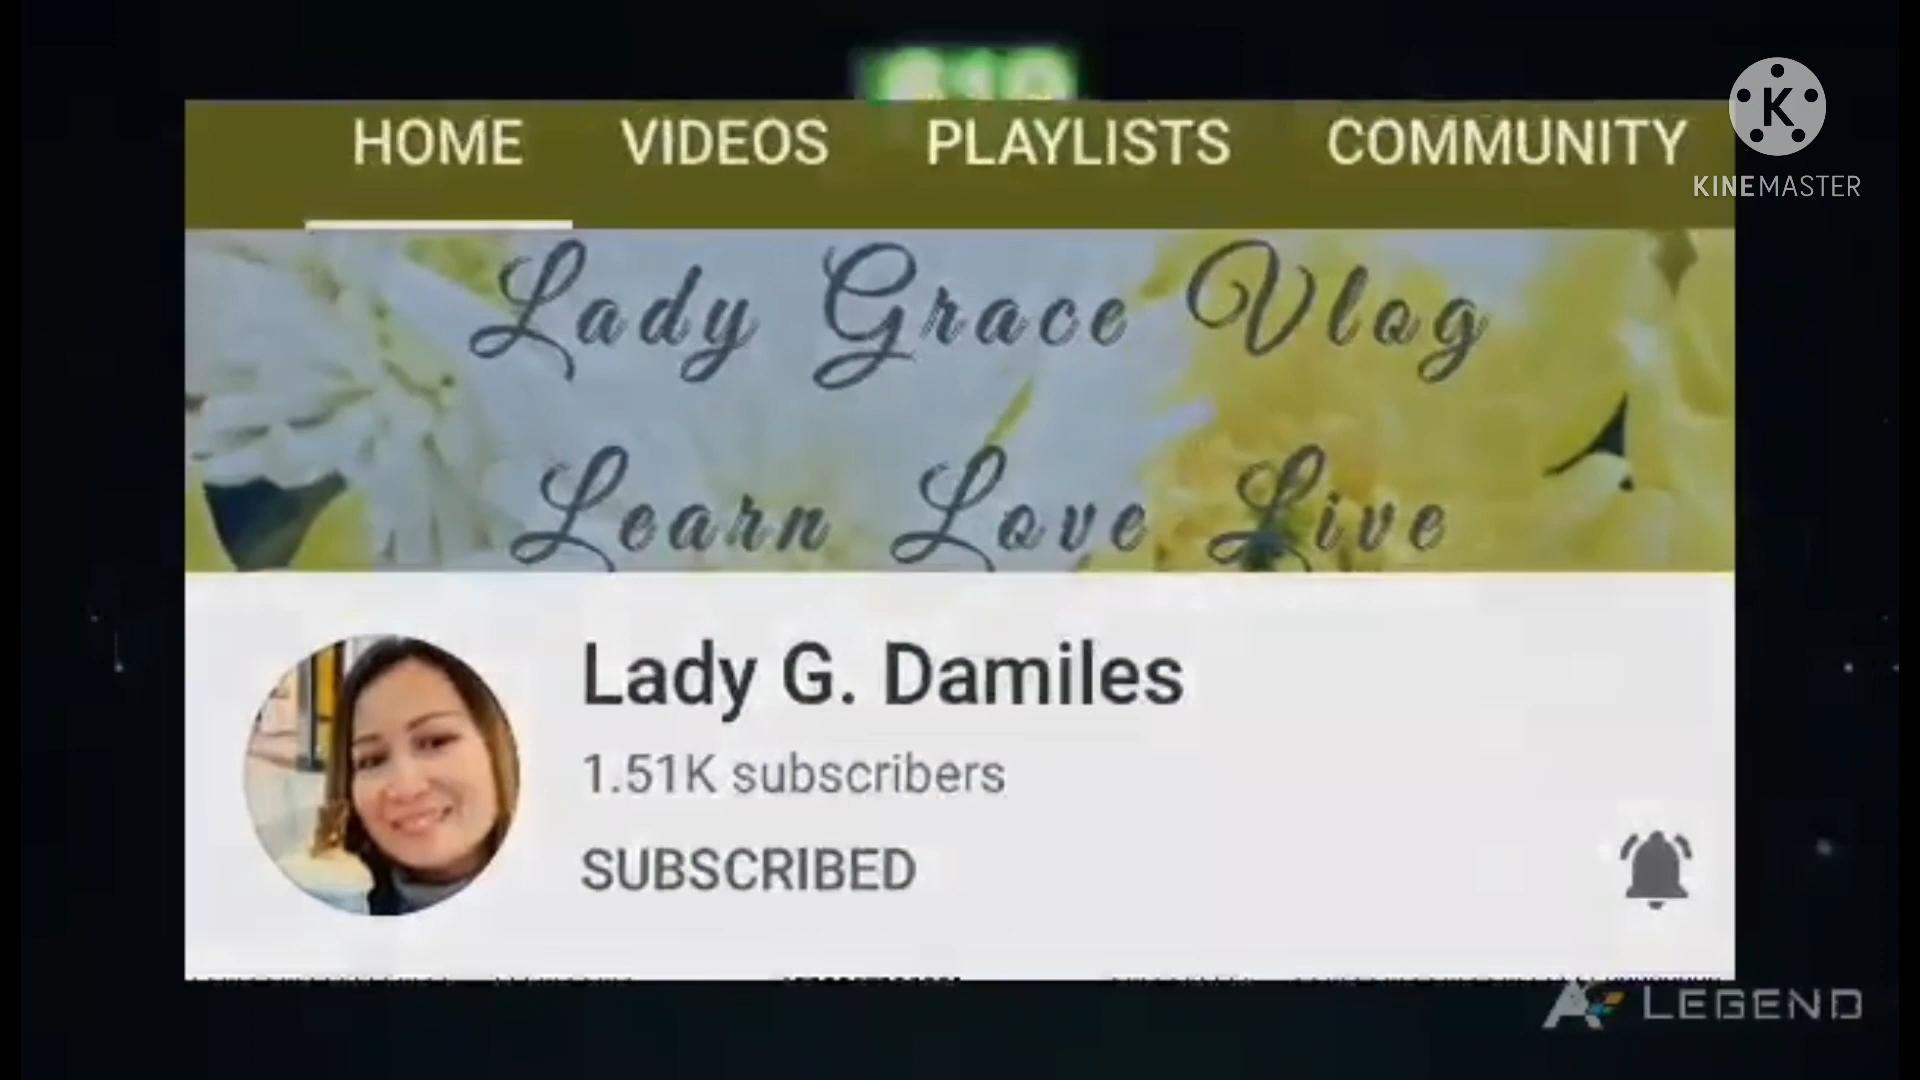 HOME VIDEOS PLAYLISTS COMMUNITY
KINEMASTER
Lady Grace Vlog
Learn Love Live
Lady G. Damiles
1.51K subscribers
SUBSCRIBED
LEGEND